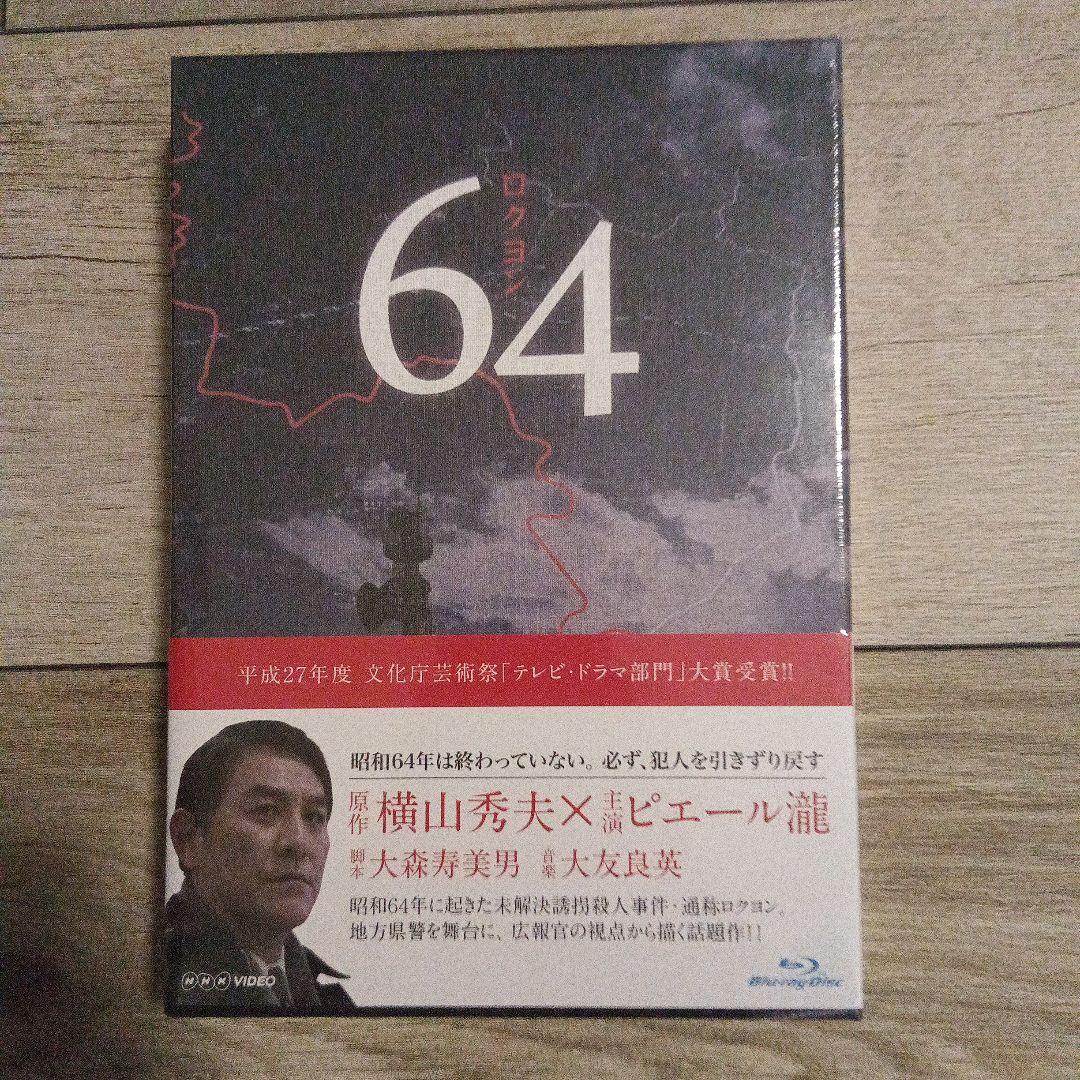 64
ロクヨン
平成27年度 文化庁芸術祭「テレビ・ドラマ部門」大賞受賞!!
昭和64年は終わっていない。必ず、犯人を引きずり戻す
原作 横山秀夫×主演 ピエール瀧
脚本 大森寿美男 音楽 大友良英
昭和64年に起きた未解決誘拐殺人事件・通称ロクヨン。
地方県警を舞台に、広報官の視点から描く話題作!!
NHK VIDEO
Blu-ray Disc